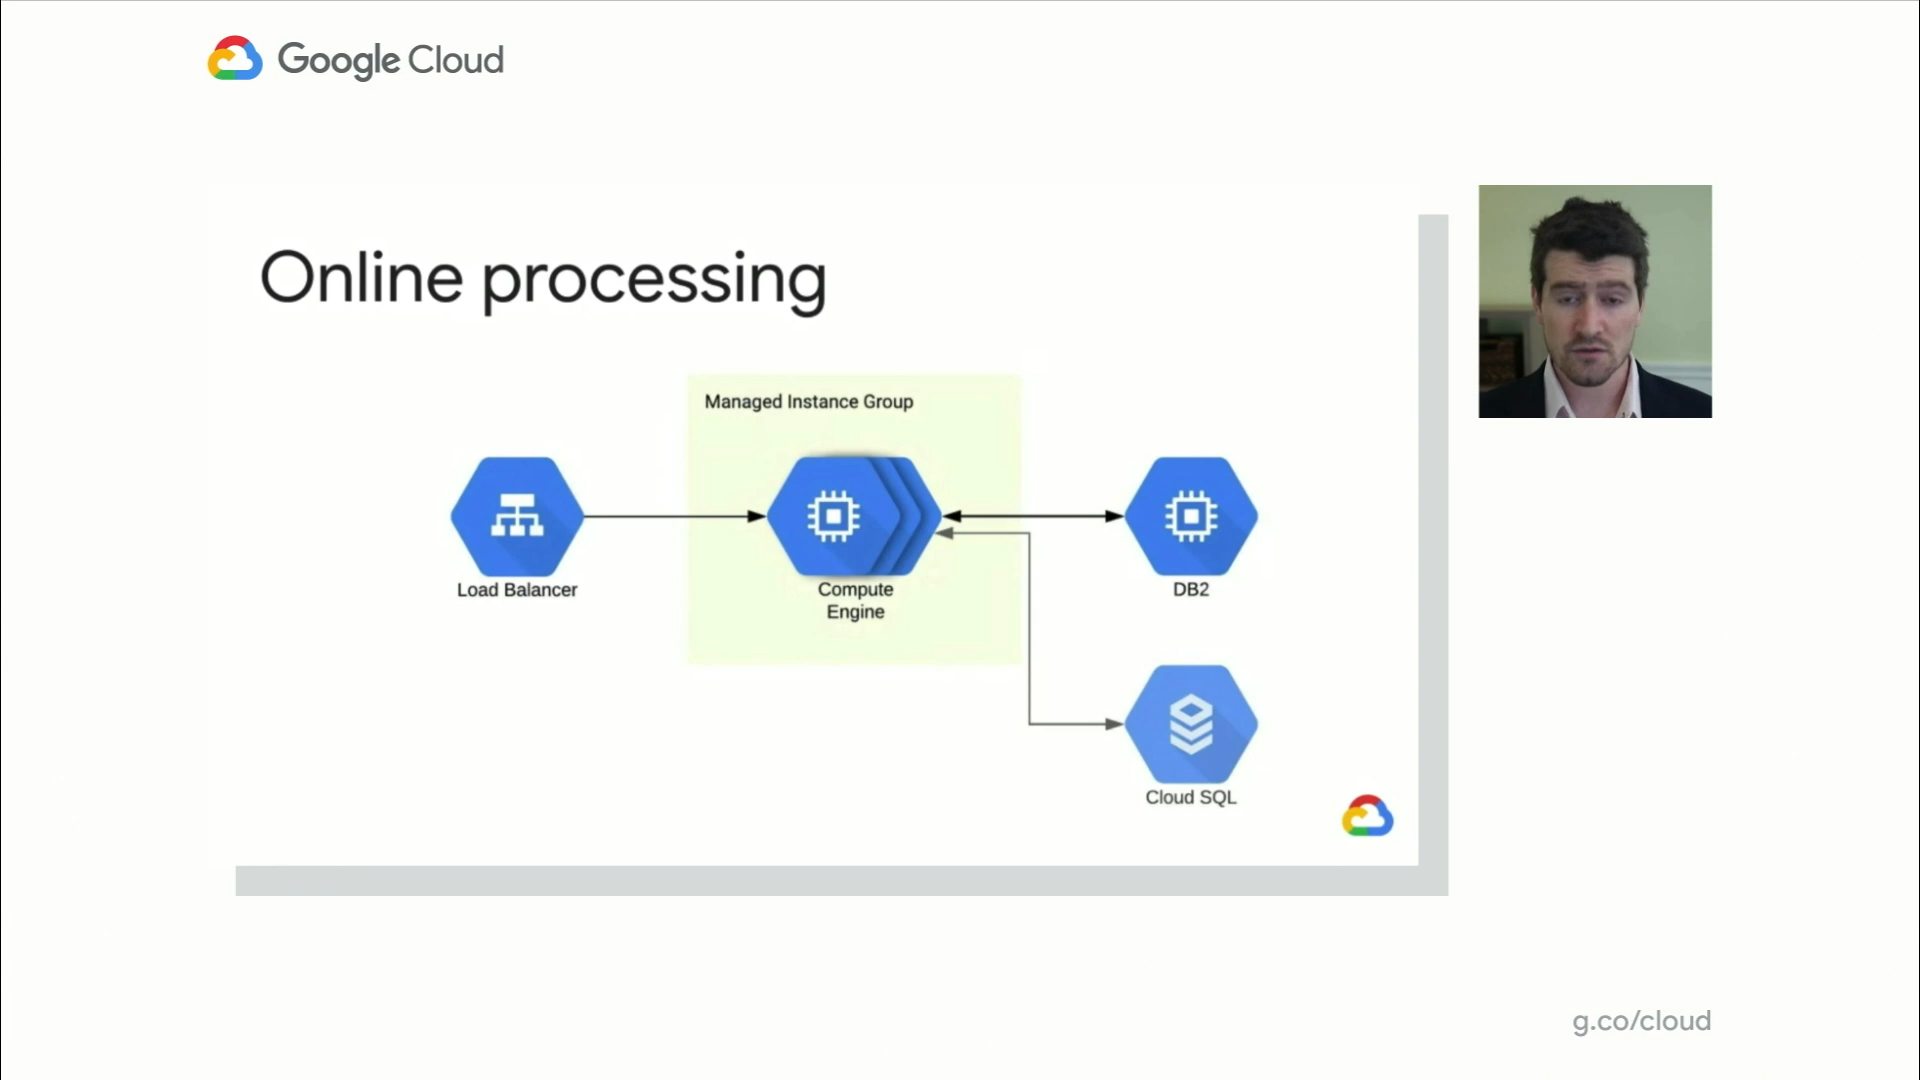 Google Cloud
Online processing
Managed Instance Group
Load Balancer
Compute
Engine
DB2
Cloud SQL
g.co/cloud